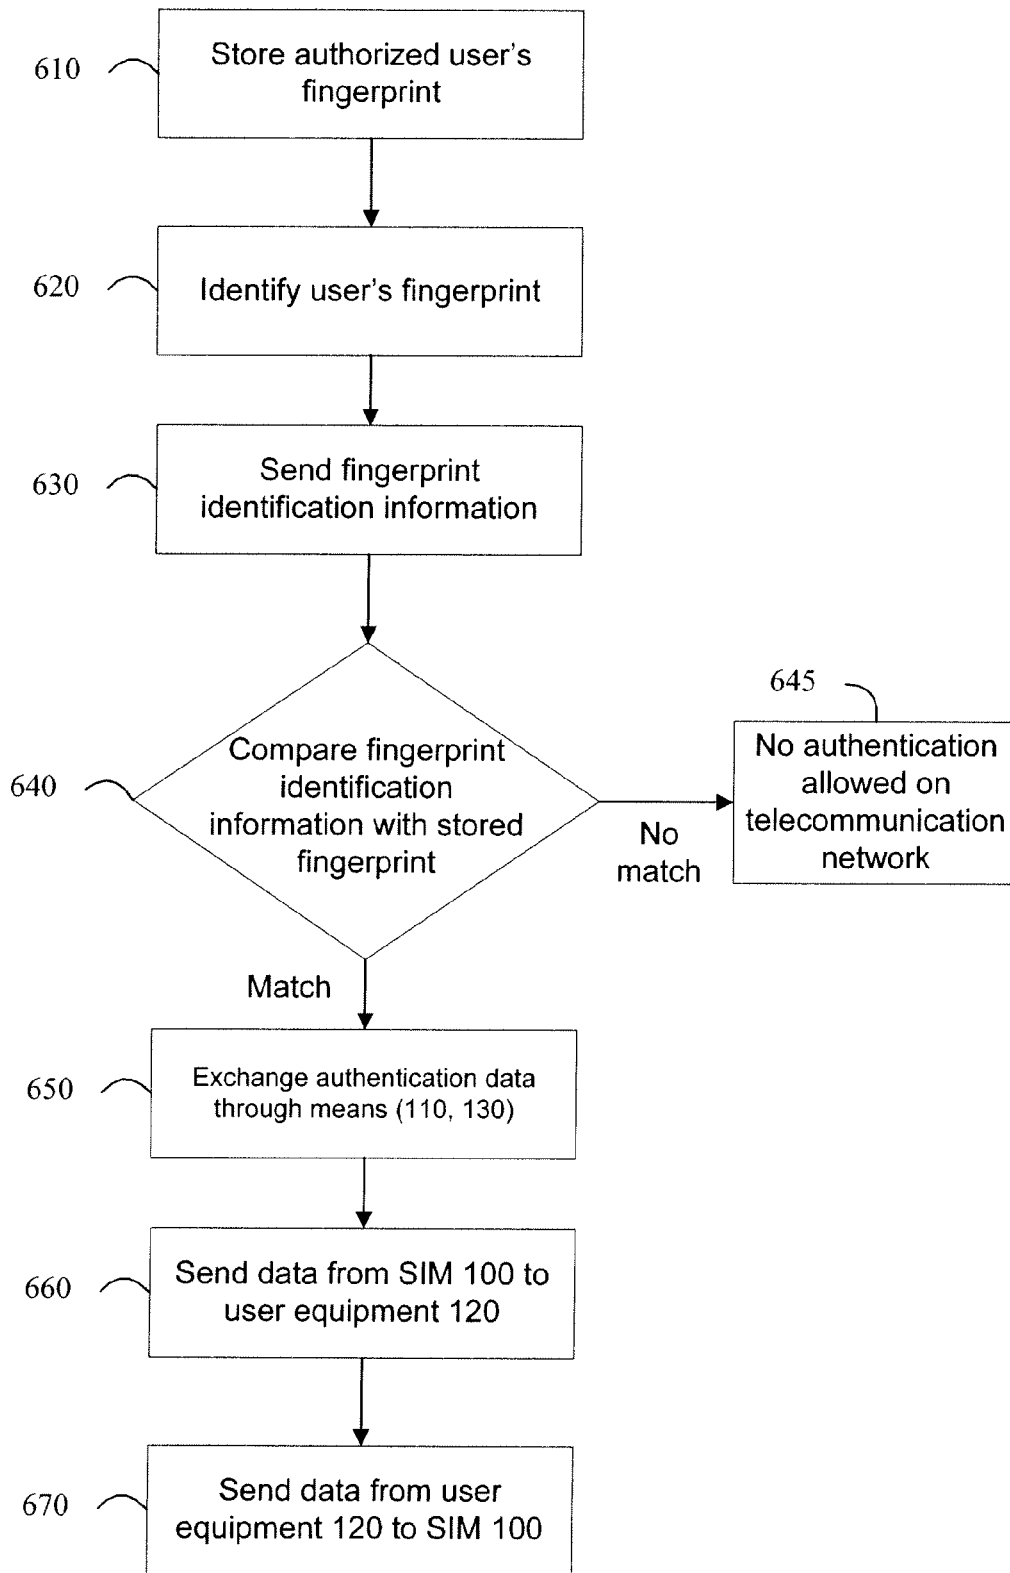 610
Store authorized user's
fingerprint
620
Identify user's fingerprint
630
Send fingerprint
identification information
640
Compare fingerprint
identification
information with stored
fingerprint
No
match
645
No authentication
allowed on
telecommunication
network
Match
650
Exchange authentication data
through means (110, 130)
660
Send data from SIM 100 to
user equipment 120
670
Send data from user
equipment 120 to SIM 100